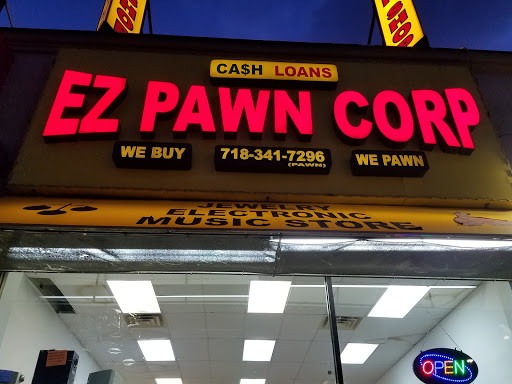 CA$H LOANS
EZ PAWN CORP
WE BUY 718-341-7296 WE PAWN
(PAWN)
JEWELRY
ELECTRONIC
MUSIC STORE
OPEN